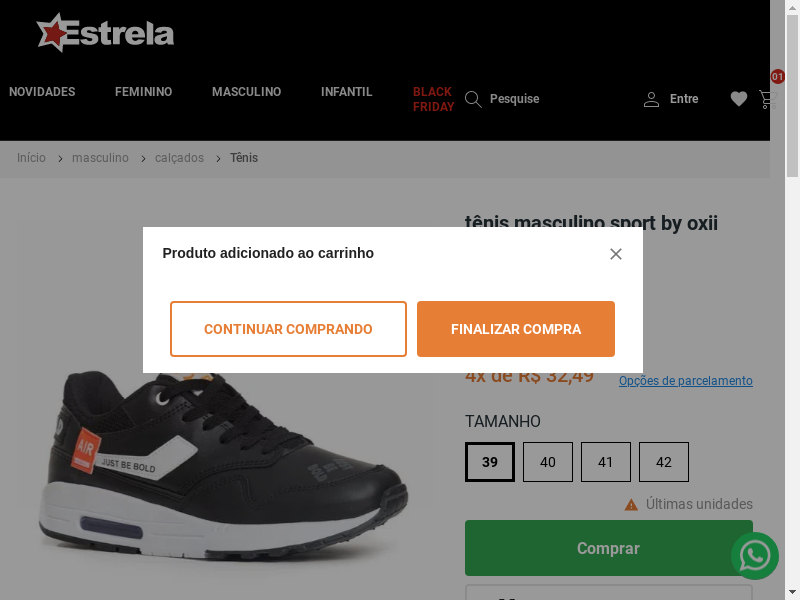 Estrela
NOVIDADES
FEMININO
MASCULINO
INFANTIL
BLACK
FRIDAY
Pesquise
Entre
01
Início > masculino > calçados > Tênis
tênis masculino sport by oxii
Produto adicionado ao carrinho
CONTINUAR COMPRANDO
FINALIZAR COMPRA
4x de R$ 32,49
Opções de parcelamento
AIR
JUST BE BOLD
TAMANHO
39
40
41
42
Últimas unidades
Comprar